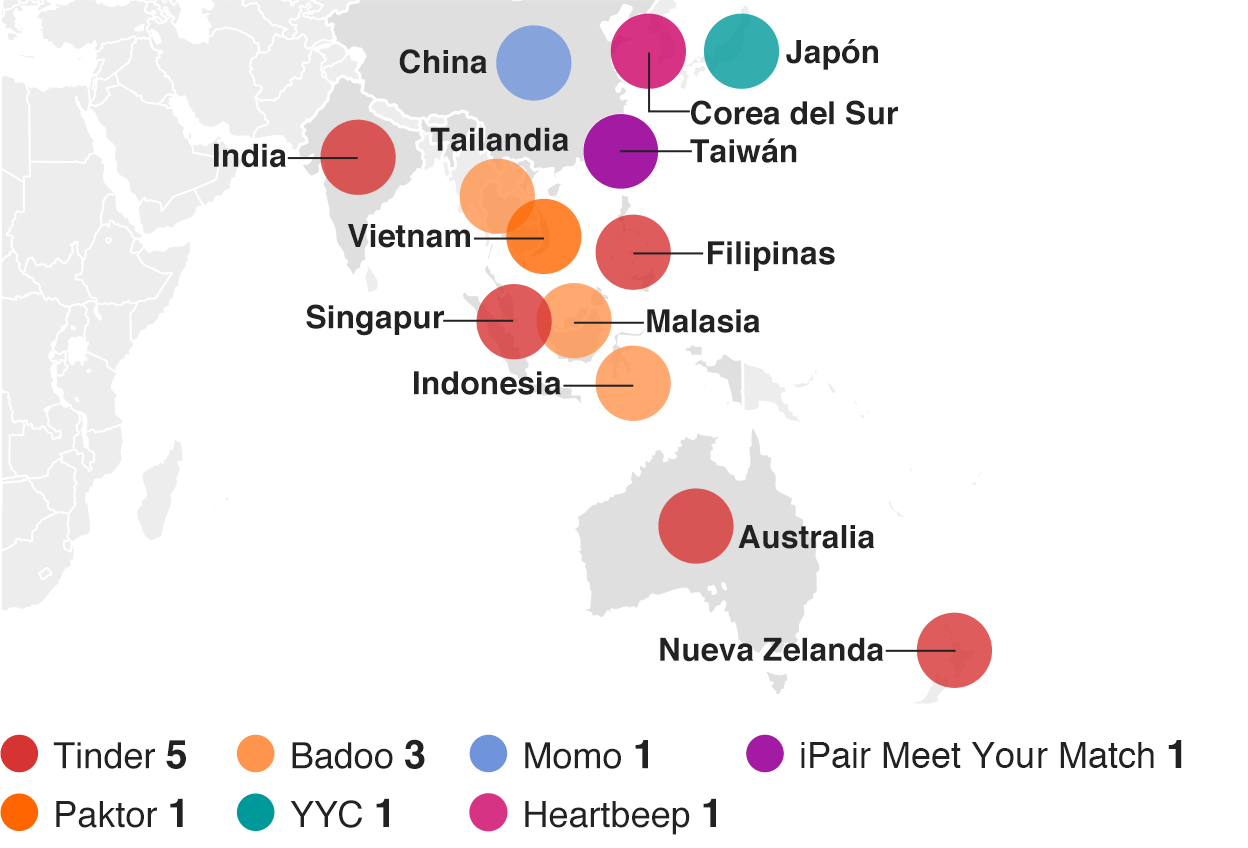 China
Japón
Corea del Sur
Tailandia
Taiwán
India
Vietnam
Filipinas
Singapur
Malasia
Indonesia
Australia
Nueva Zelanda
Tinder 5 Badoo 3 Momo 1 iPair Meet Your Match 1
Paktor 1 YYC 1 Heartbeep 1